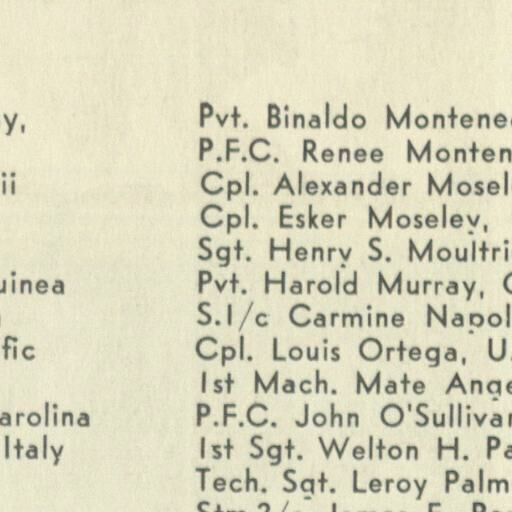 y,
ii
uinea
fic
arolina
Italy
Pvt. Binaldo Montene
P.F.C. Renee Monten
Cpl. Alexander Mosel
Cpl. Esker Moseley,
Sgt. Henry S. Moultri
Pvt. Harold Murray,
S.1/c Carmine Napol
Cpl. Louis Ortega, U.
1st Mach. Mate Ange
P.F.C. John O'Sullivan
1st Sgt. Welton H. Pa
Tech. Sgt. Leroy Palm
James E.